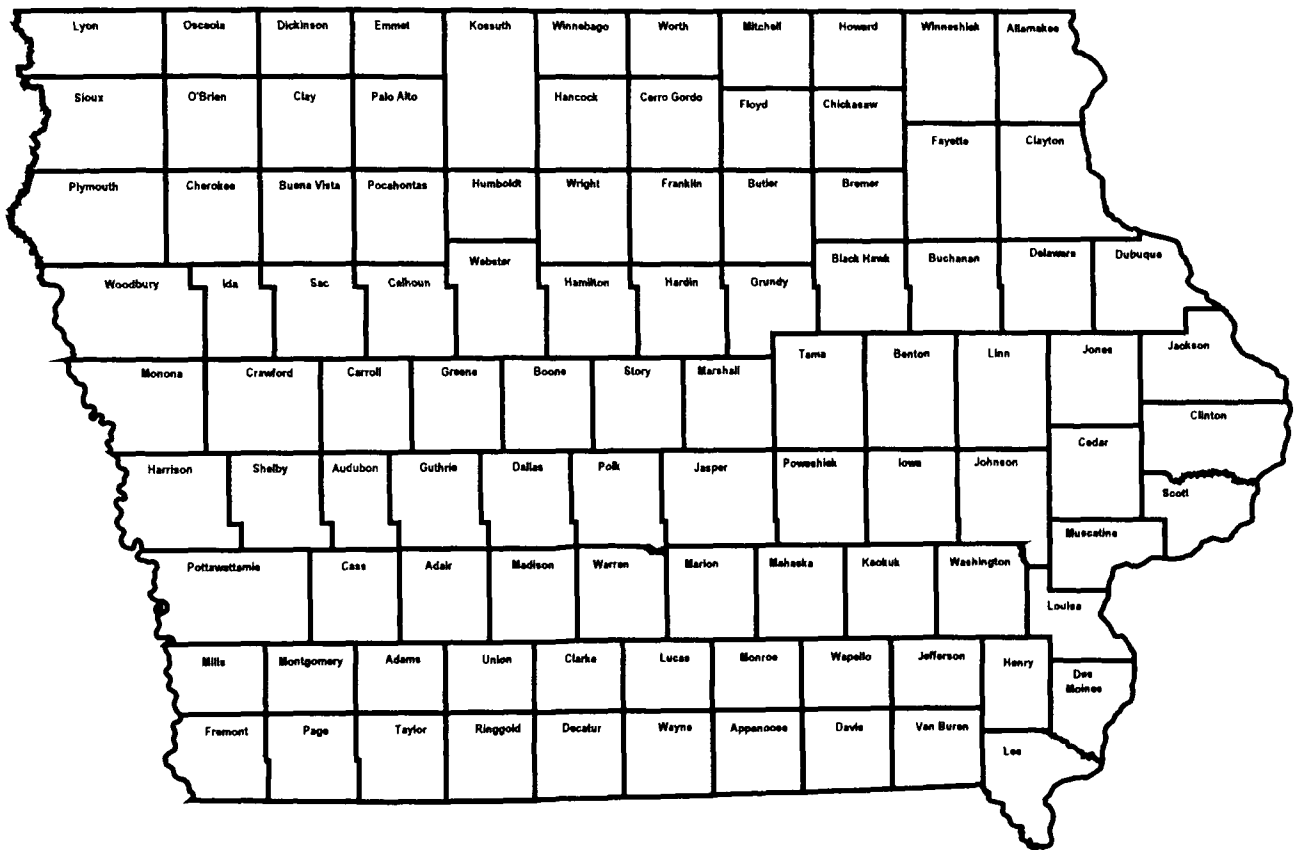 Lyon
Osceola
Dickinson
Emmet
Kossuth
Winnebago
Worth
Mitchell
Howard
Winneshiek
Allamakee
Sioux
O'Brien
Clay
Palo Alto
Hancock
Cerro Gordo
Floyd
Chickasaw
Fayette
Clayton
Plymouth
Cherokee
Buena Vista
Pocahontas
Humboldt
Wright
Franklin
Butler
Bremer
Woodbury
Ida
Sac
Calhoun
Webster
Hamilton
Hardin
Grundy
Black Hawk
Buchanan
Delaware
Dubuque
Monona
Crawford
Carroll
Greene
Boone
Story
Marshall
Tama
Benton
Linn
Jones
Jackson
Clinton
Cedar
Harrison
Shelby
Audubon
Guthrie
Dallas
Polk
Jasper
Poweshiek
Iowa
Johnson
Scott
Muscatine
Pottawattamie
Cass
Adair
Madison
Warren
Marion
Mahaska
Keokuk
Washington
Louisa
Mills
Montgomery
Adams
Union
Clarke
Lucas
Monroe
Wapello
Jefferson
Henry
Des
Moines
Fremont
Page
Taylor
Ringgold
Decatur
Wayne
Appanoose
Davis
Van Buren
Lee